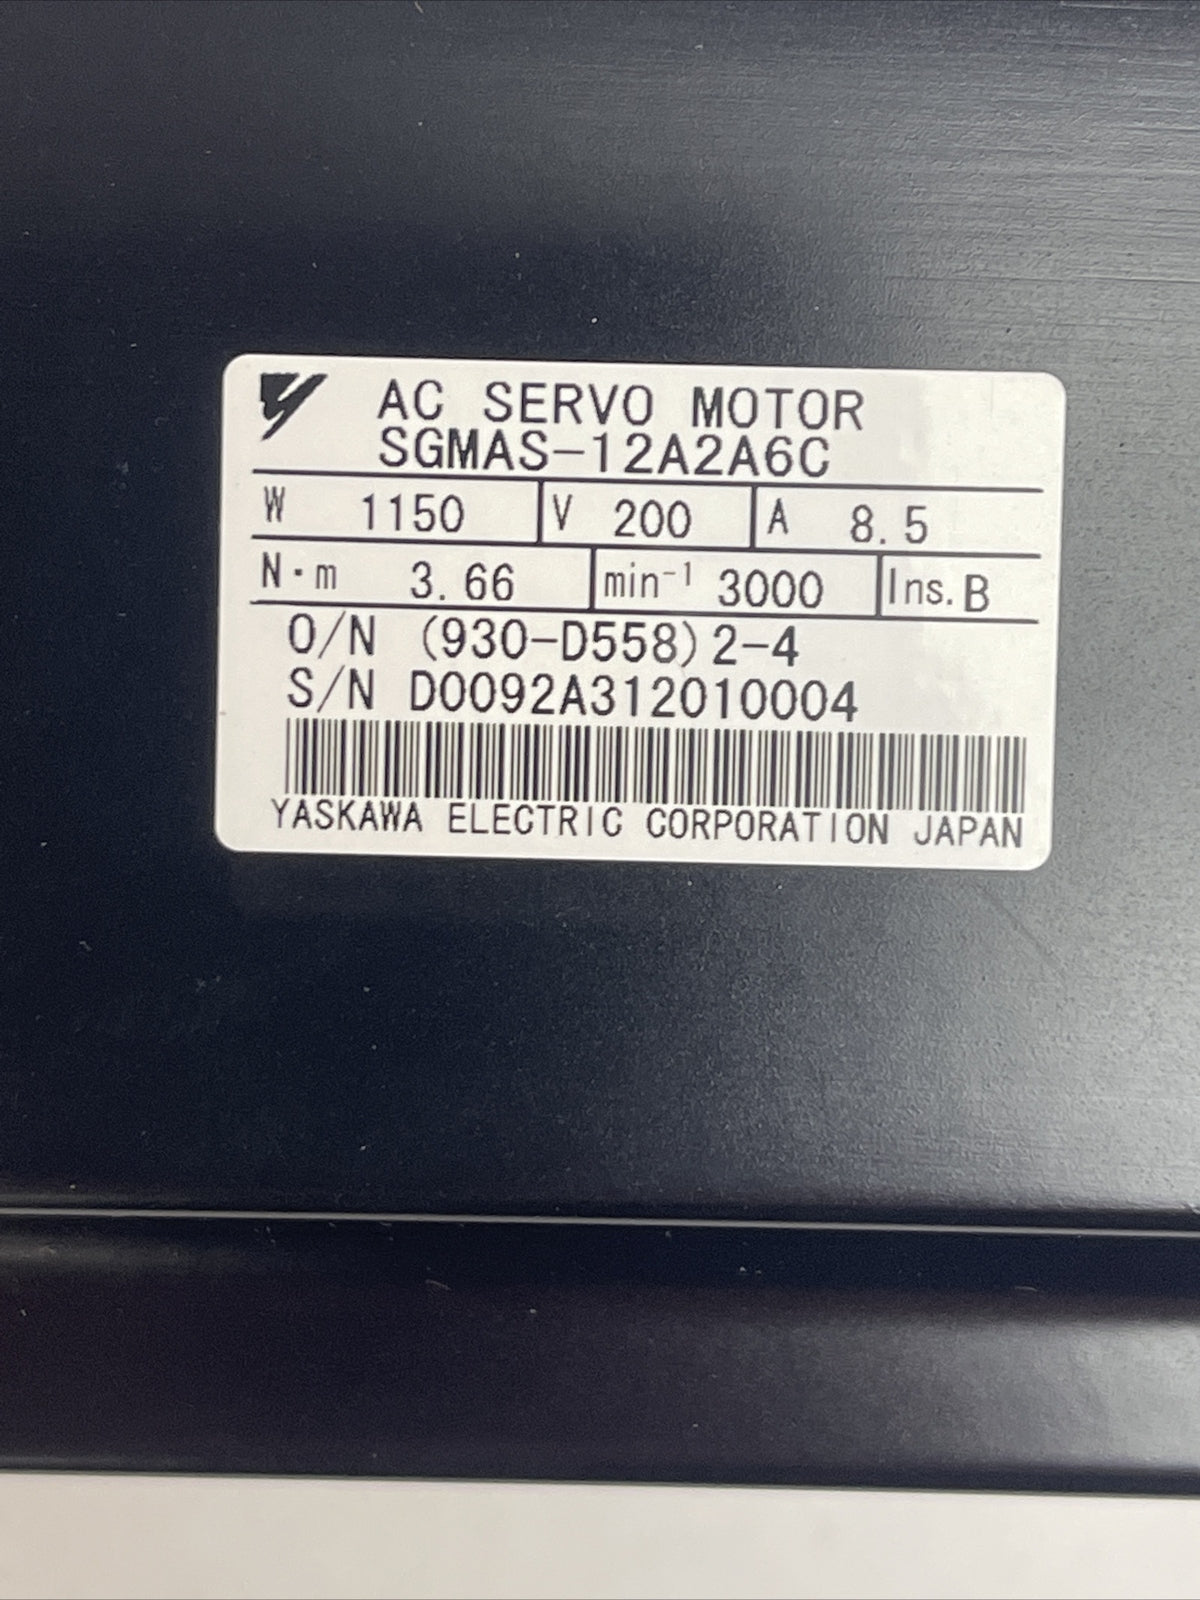 AC SERVO MOTOR
SGMAS-12A2A6C
W 1150 V 200 A 8.5
N·m 3.66 min⁻¹ 3000 Ins. B
O/N (930-D558) 2-4
S/N D0092A312010004
YASKAWA ELECTRIC CORPORATION JAPAN